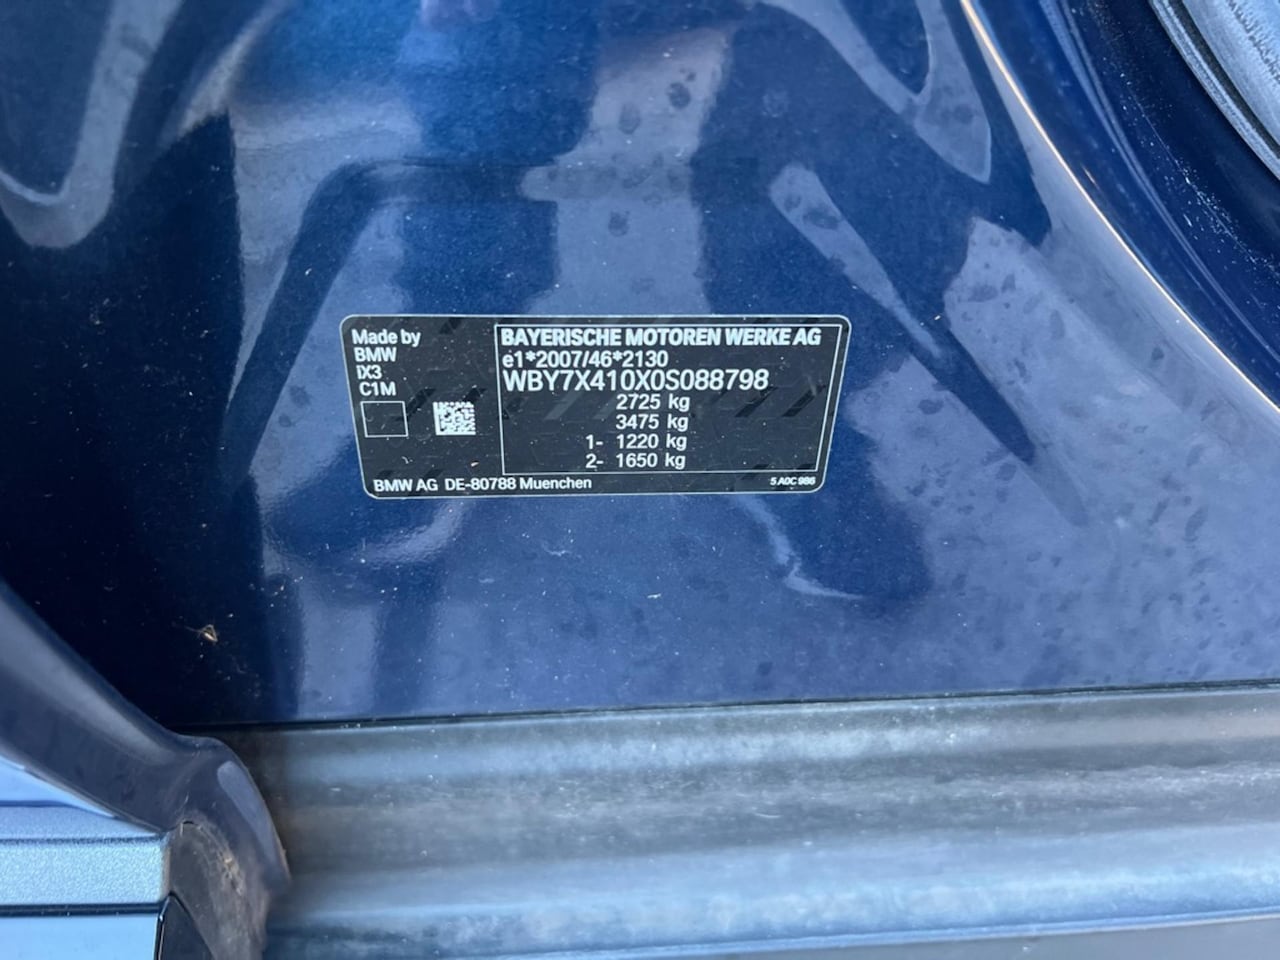 Made by
BMW
iX3
C1M
BAYERISCHE MOTOREN WERKE AG
e1*2007/46*2130
WBY7X410X0S088798
2725 kg
3475 kg
1- 1220 kg
2- 1650 kg
BMW AG DE-80788 Muenchen
5 A0C 986